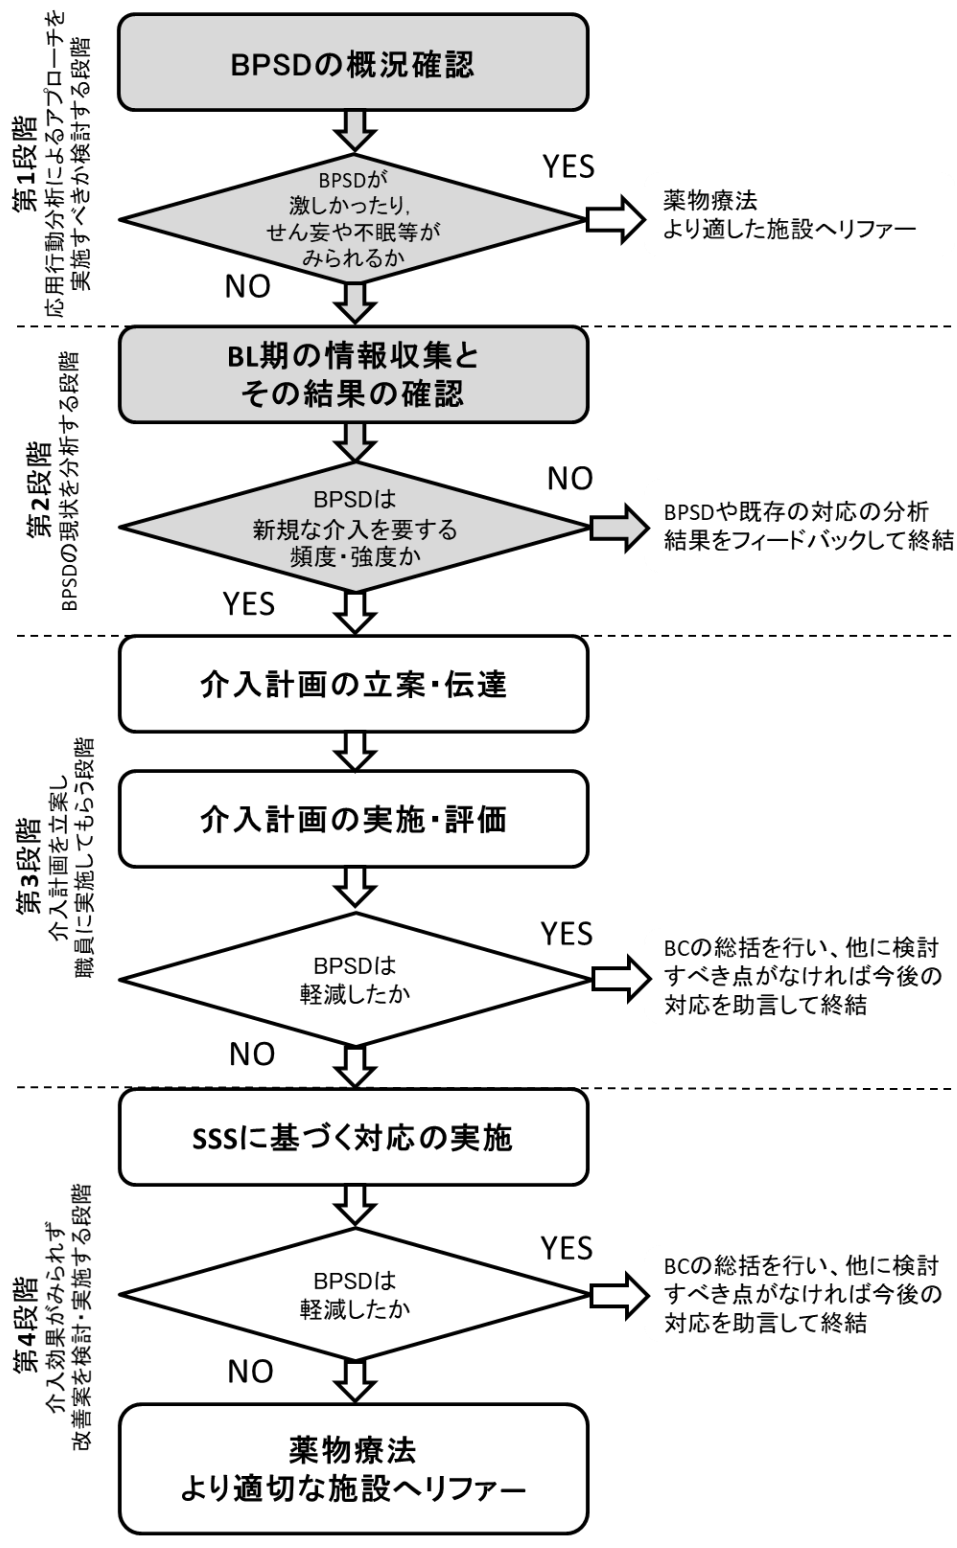 第1段階
応用行動分析によるアプローチを
実施すべきか検討する段階
BPSDの概況確認
BPSDが
激しかったり,
せん妄や不眠等が
みられるか
YES
薬物療法
より適した施設へリファー
NO
第2段階
BPSDの現状を分析する段階
BL期の情報収集と
その結果の確認
BPSDは
新規な介入を要する
頻度・強度か
NO
BPSDや既存の対応の分析
結果をフィードバックして終結
YES
第3段階
介入計画を立案し
職員に実施してもらう段階
介入計画の立案・伝達
介入計画の実施・評価
BPSDは
軽減したか
YES
BCの総括を行い、他に検討
すべき点がなければ今後の
対応を助言して終結
NO
第4段階
介入効果がみられず
改善案を検討・実施する段階
SSSに基づく対応の実施
BPSDは
軽減したか
YES
BCの総括を行い、他に検討
すべき点がなければ今後の
対応を助言して終結
NO
薬物療法
より適切な施設へリファー